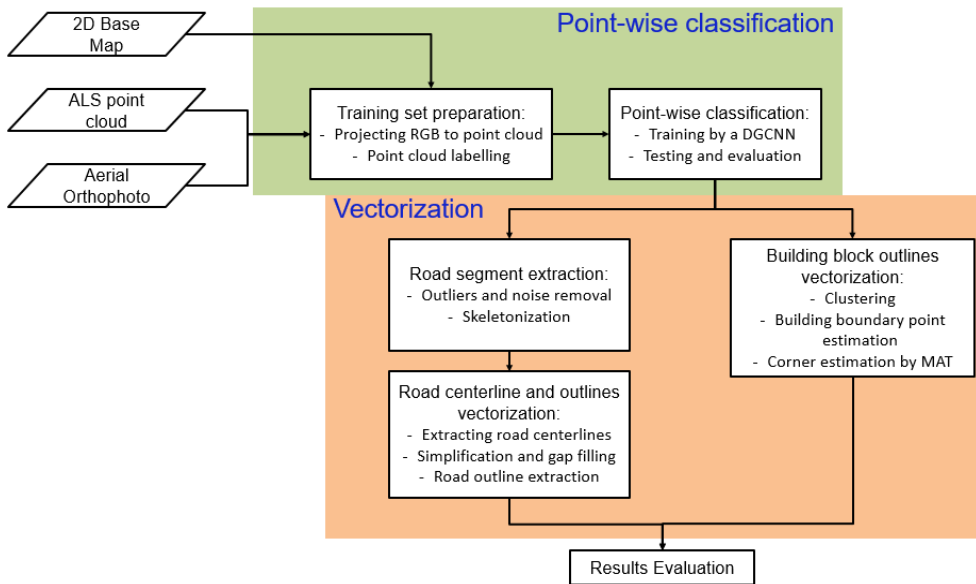 2D Base
Map
Point-wise classification
ALS point
cloud
Training set preparation:
- Projecting RGB to point cloud
- Point cloud labelling
Point-wise classification:
- Training by a DGCNN
- Testing and evaluation
Aerial
Orthophoto
Vectorization
Road segment extraction:
- Outliers and noise removal
- Skeletonization
Building block outlines
vectorization:
- Clustering
- Building boundary point
estimation
- Corner estimation by MAT
Road centerline and outlines
vectorization:
- Extracting road centerlines
- Simplification and gap filling
- Road outline extraction
Results Evaluation